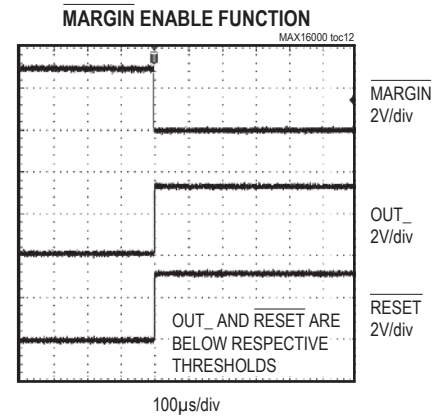 MARGIN ENABLE FUNCTION
MAX16000 toc12
T
MARGIN
2V/div
OUT_
2V/div
RESET
2V/div
OUT_ AND RESET ARE
BELOW RESPECTIVE
THRESHOLDS
100µs/div